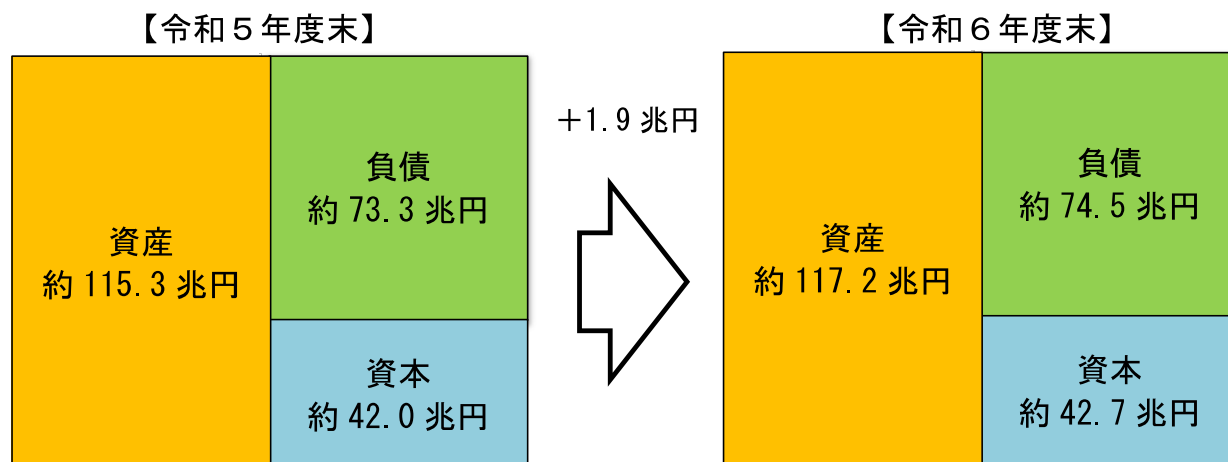 【令和５年度末】
資産
約 115.3 兆円
負債
約 73.3 兆円
資本
約 42.0 兆円
＋1.9 兆円
【令和６年度末】
資産
約 117.2 兆円
負債
約 74.5 兆円
資本
約 42.7 兆円